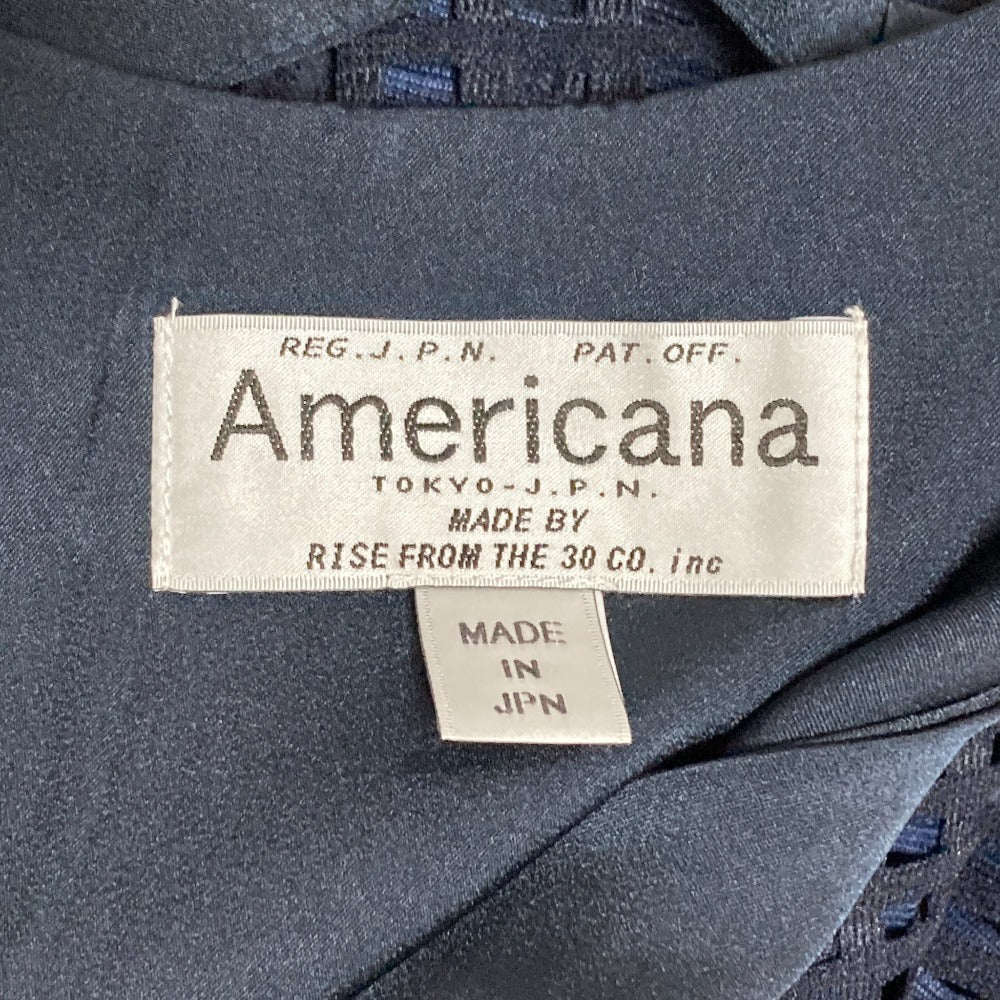 REG.J.P.N. PAT.OFF.
Americana
TOKYO-J.P.N.
MADE BY
RISE FROM THE 30 CO. inc
MADE
IN
JPN